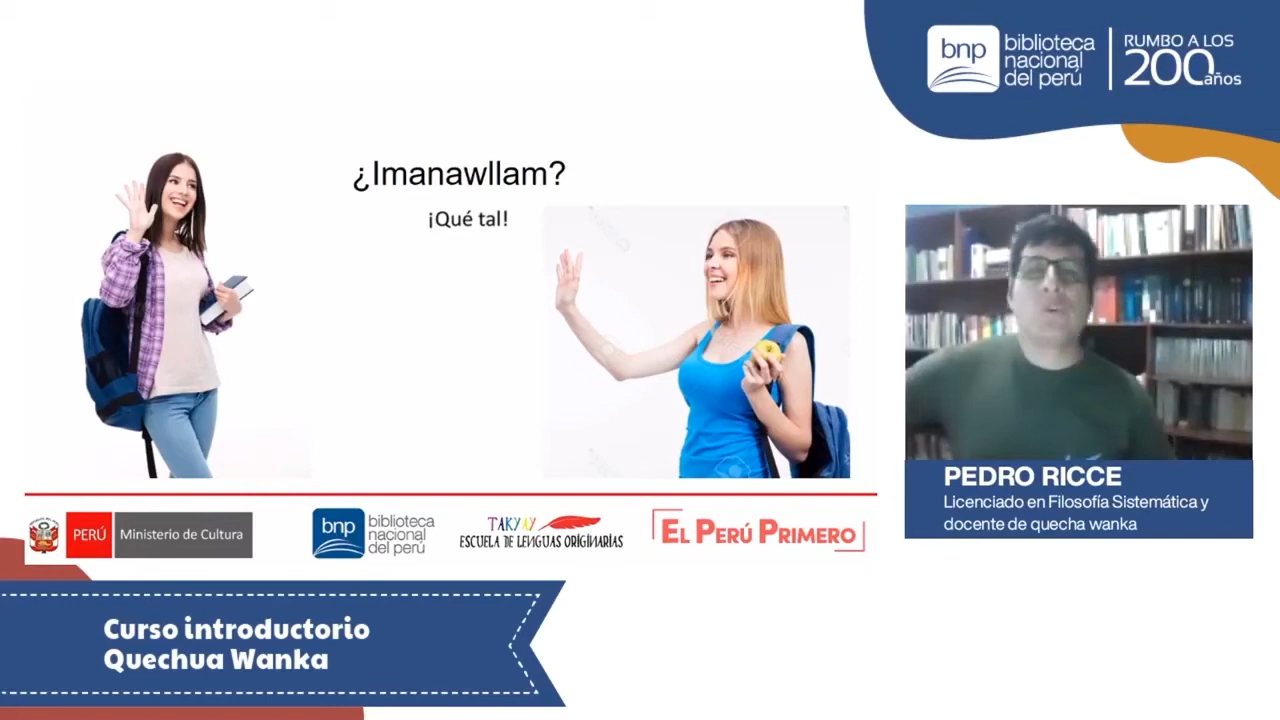 bnp
biblioteca
nacional
del perú
RUMBO A LOS
200 años
¿Imanawllam?
¡Qué tal!
PEDRO RICCE
Licenciado en Filosofía Sistemática y
docente de quecha wanka
PERÚ
Ministerio de Cultura
bnp
biblioteca
nacional
del perú
TAKYAY
ESCUELA DE LENGUAS ORIGINARIAS
EL PERÚ PRIMERO
Curso introductorio
Quechua Wanka